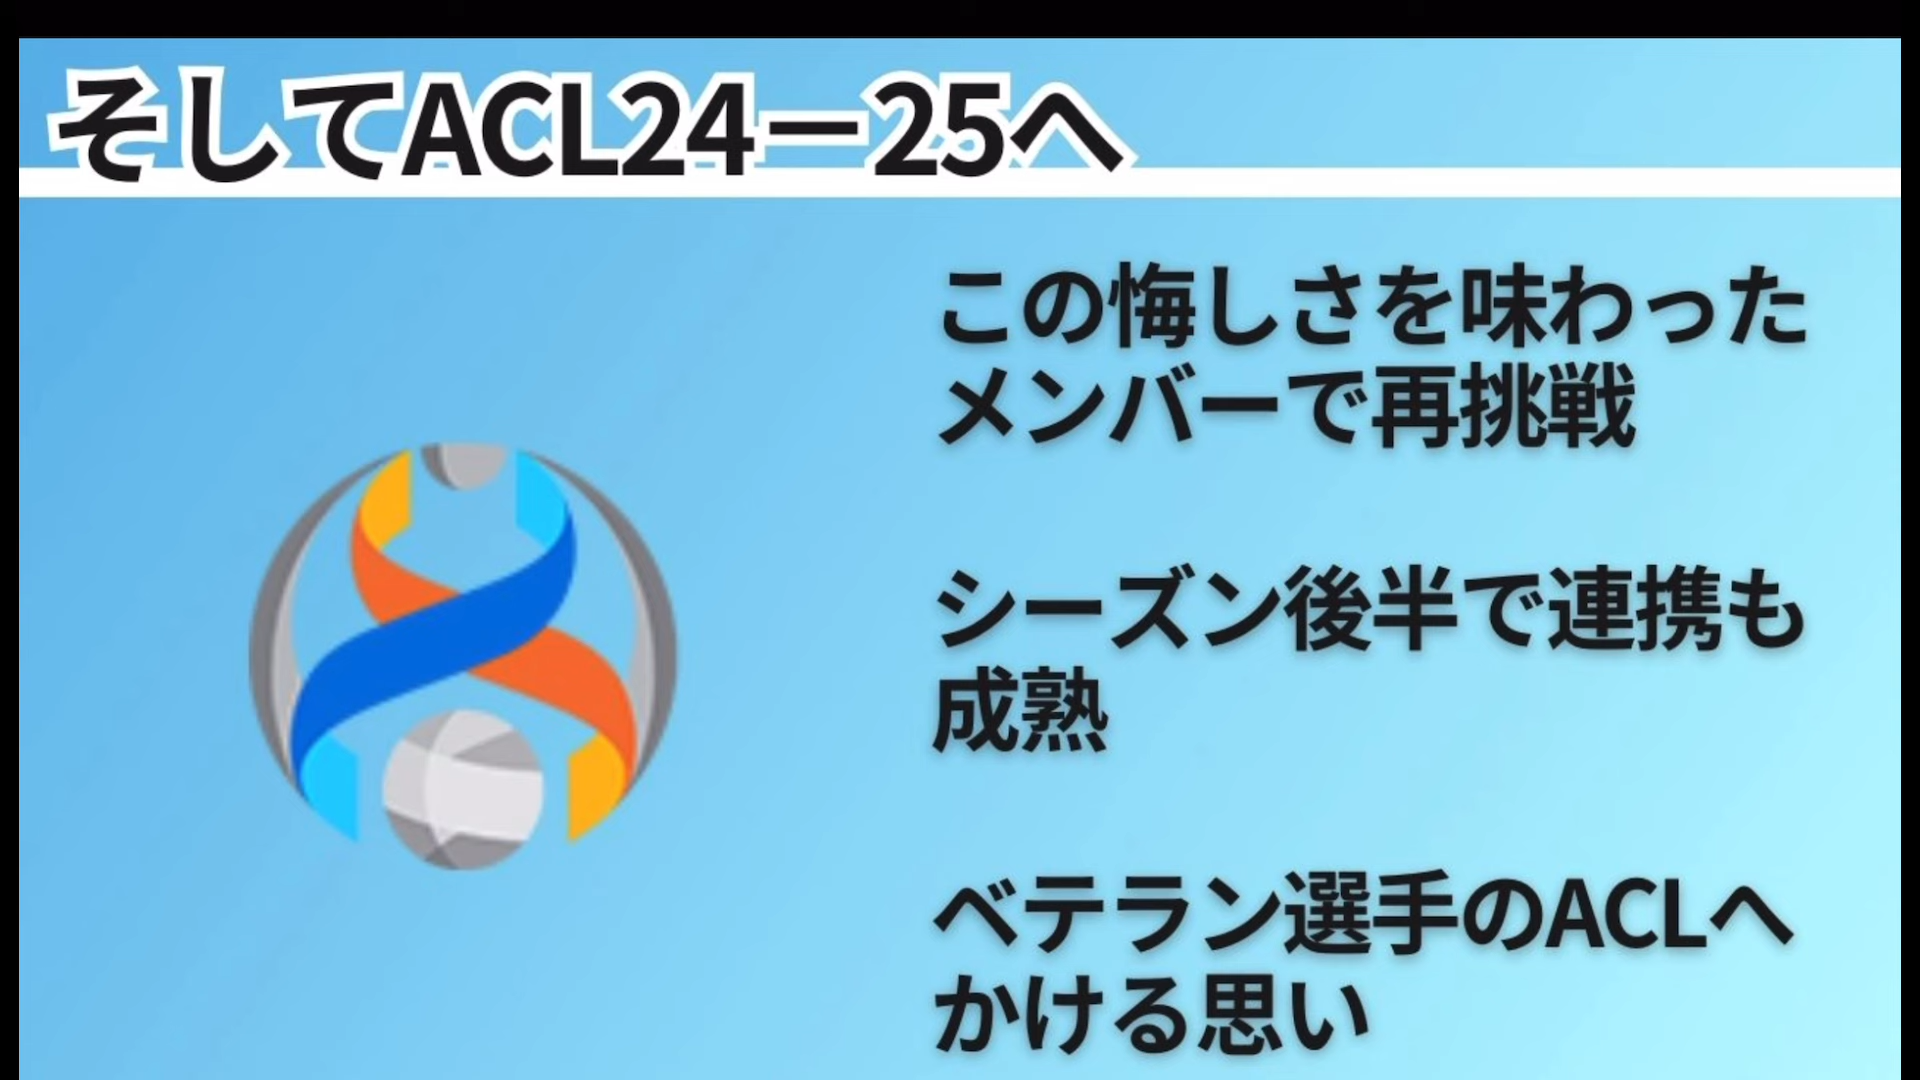 そしてACL24ー25へ
この悔しさを味わった
メンバーで再挑戦
シーズン後半で連携も
成熟
ベテラン選手のACLへ
かける思い